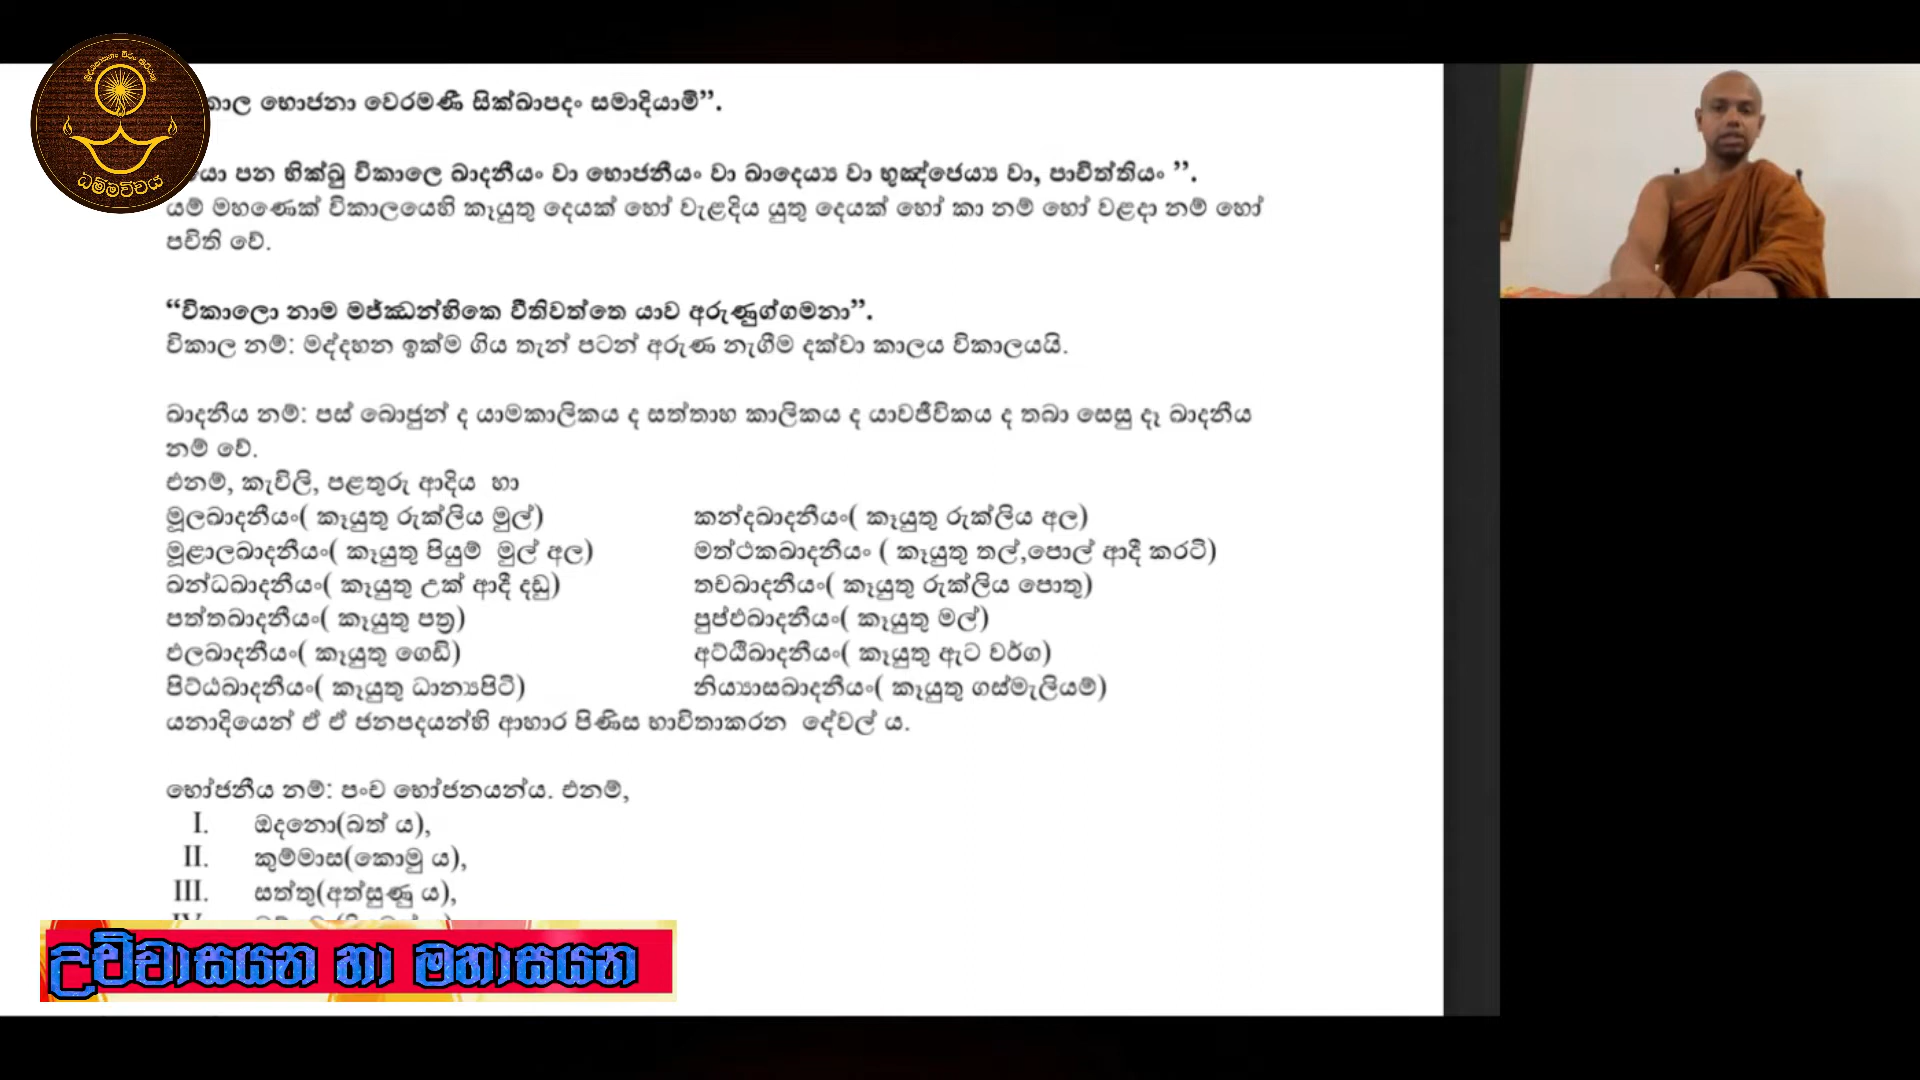 ධම්මවිචය
කාල භොජනා වෙරමණී සික්ඛාපදං සමාදියාමි”.
යො පන භික්ඛු විකාලෙ ඛාදනීයං වා භොජනීයං වා ඛාදෙය්‍ය වා භුඤ්ජෙය්‍ය වා, පාචිත්තියං ”.
යම් මහණෙක් විකාලයෙහි කෑයුතු දෙයක් හෝ වැළදිය යුතු දෙයක් හෝ කා නම් හෝ වළදා නම් හෝ
පචිති වේ.
“විකාලො නාම මජ්ඣන්හිකෙ වීතිවත්තෙ යාව අරුණුග්ගමනා”.
විකාල නම්: මද්දහන ඉක්ම ගිය තැන් පටන් අරුණ නැගීම දක්වා කාලය විකාලයයි.
ඛාදනීය නම්: පස් බොජුන් ද යාමකාලිකය ද සත්තාහ කාලිකය ද යාවජීවිකය ද තබා සෙසු දෑ ඛාදනීය
නම් වේ.
එනම්, කැවිලි, පළතුරු ආදිය හා
මූලඛාදනීයං( කෑයුතු රුක්ලිය මුල්) කන්දඛාදනීයං( කෑයුතු රුක්ලිය අල)
මූළාලඛාදනීයං( කෑයුතු පියුම් මුල් අල) මත්ථකඛාදනීයං ( කෑයුතු තල්,පොල් ආදී කරටි)
ඛන්ධඛාදනීයං( කෑයුතු උක් ආදී දඬු) තචඛාදනීයං( කෑයුතු රුක්ලිය පොතු)
පත්තඛාදනීයං( කෑයුතු පත්‍ර) පුප්ඵඛාදනීයං( කෑයුතු මල්)
ඵලඛාදනීයං( කෑයුතු ගෙඩි) අට්ඨිඛාදනීයං( කෑයුතු ඇට වර්ග)
පිට්ඨඛාදනීයං( කෑයුතු ධාන්‍යපිටි) නිය්‍යාසඛාදනීයං( කෑයුතු ගස්මැලියම්)
යනාදියෙන් ඒ ඒ ජනපදයන්හි ආහාර පිණිස භාවිතාකරන දේවල් ය.
භෝජනීය නම්: පංච භෝජනයන්ය. එනම්,
I. ඔදනො(බත් ය),
II. කුම්මාස(කොමු ය),
III. සත්තු(අත්සුණු ය),
උච්චාසයන හා මහාසයන